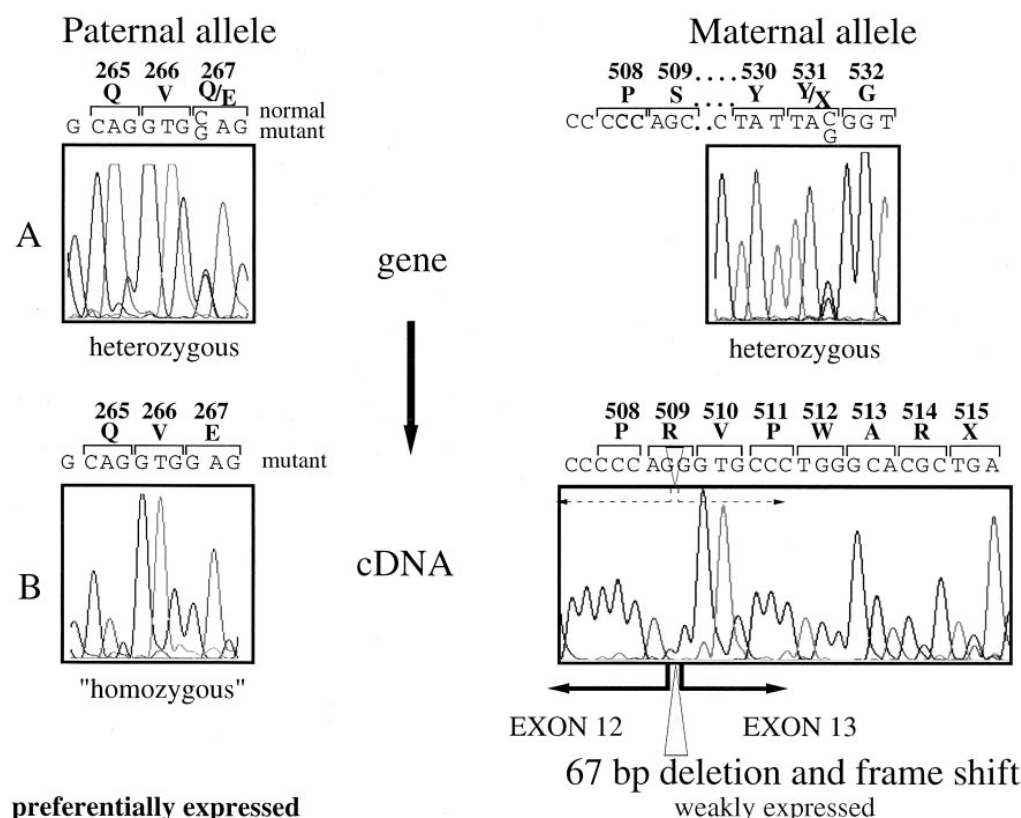 Paternal allele
265 266 267
Q V Q/E
normal
G CAG GTG C AG mutant
G
A
heterozygous
Maternal allele
508 509.... 530 531 532
P S .... Y Y/X G
CC CCC AGC..C TAT TAC GGT
G
heterozygous
gene
cDNA
265 266 267
Q V E
G CAG GTG GAG mutant
B
"homozygous"
preferentially expressed
508 509 510 511 512 513 514 515
P R V P W A R X
CC CCC AGG GTG CCC TGG GCA CGC TGA
EXON 12 EXON 13
67 bp deletion and frame shift
weakly expressed